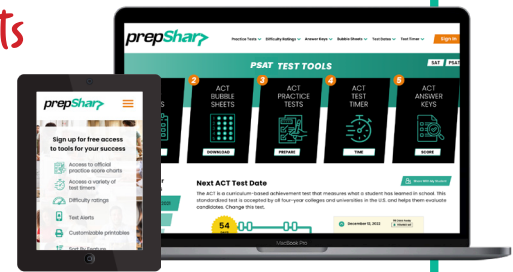 ts
prepSharp
Practice Tests
Difficulty Ratings
Answer Keys
Bubble Sheets
Test Dates
Test Timer
Sign In
PSAT TEST TOOLS
SAT
PSAT
2
ACT
BUBBLE
SHEETS
DOWNLOAD
3
ACT
PRACTICE
TESTS
PREPARE
4
ACT
TEST
TIMER
TIME
5
ACT
ANSWER
KEYS
SCORE
S
Next ACT Test Date
The ACT is a curriculum-based achievement test that measures what a student has learned in school. This
standardized test is accepted by all four-year colleges and universities in the U.S. and helps them evaluate
candidates. Change this text.
54
December 12, 2022
MacBook Pro
prepSharp
Sign up for free access
to tools for your success
Access to official
practice score charts
Access a variety of
test timers
Difficulty ratings
Test Alerts
Customizable printables
Sort By Feature